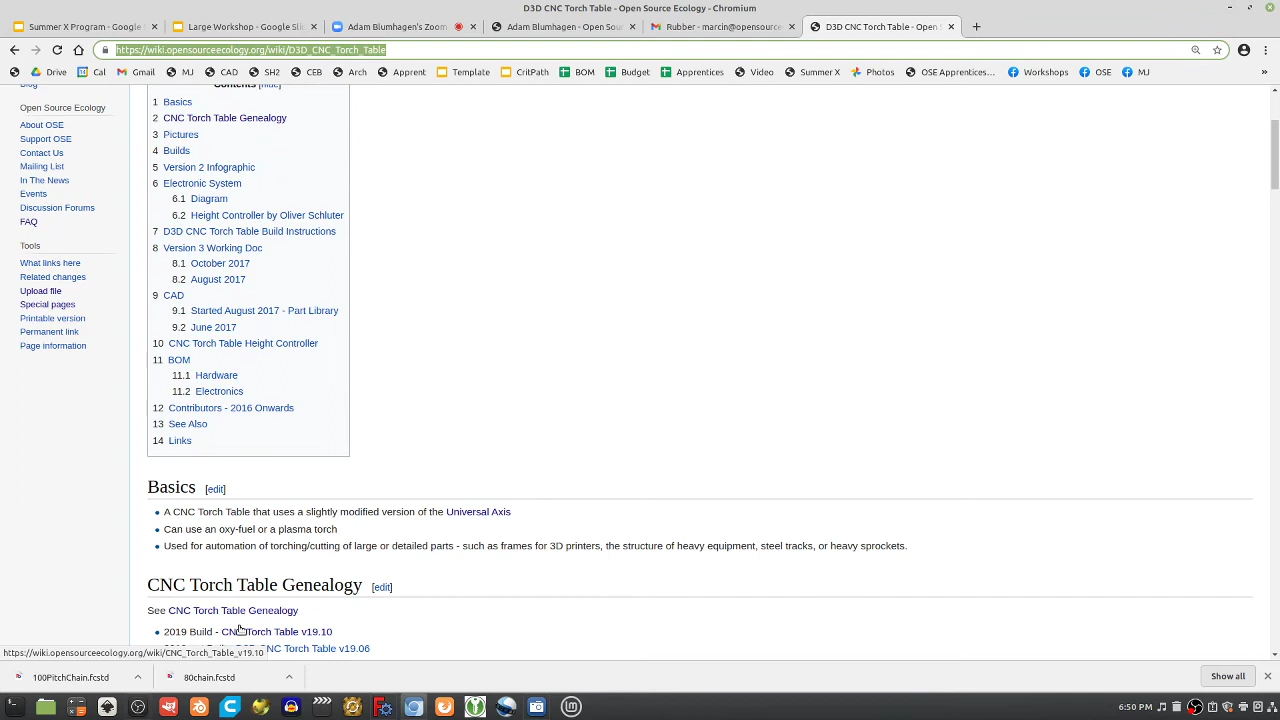 D3D CNC Torch Table - Open Source Ecology - Chromium
Summer X Program - Google
Large Workshop - Google Slid
Adam Blumhagen's Zoom
Adam Blumhagen - Open Sou
Rubber - marcin@opensourc
D3D CNC Torch Table - Open
https://wiki.opensourceecology.org/wiki/D3D_CNC_Torch_Table
Drive Cal Gmail MJ CAD SH2 CEB Arch Apprent Template CritPath BOM Budget Apprentices Video Summer X Photos OSE Apprentices... Workshops OSE MJ »
Blog
Open Source Ecology
About OSE
Support OSE
Contact Us
Mailing List
In The News
Events
Discussion Forums
FAQ
Tools
What links here
Related changes
Upload file
Special pages
Printable version
Permanent link
Page information
Contents [hide]
1 Basics
2 CNC Torch Table Genealogy
3 Pictures
4 Builds
5 Version 2 Infographic
6 Electronic System
6.1 Diagram
6.2 Height Controller by Oliver Schluter
7 D3D CNC Torch Table Build Instructions
8 Version 3 Working Doc
8.1 October 2017
8.2 August 2017
9 CAD
9.1 Started August 2017 - Part Library
9.2 June 2017
10 CNC Torch Table Height Controller
11 BOM
11.1 Hardware
11.2 Electronics
12 Contributors - 2016 Onwards
13 See Also
14 Links
Basics [edit]
A CNC Torch Table that uses a slightly modified version of the Universal Axis
Can use an oxy-fuel or a plasma torch
Used for automation of torching/cutting of large or detailed parts - such as frames for 3D printers, the structure of heavy equipment, steel tracks, or heavy sprockets.
CNC Torch Table Genealogy [edit]
See CNC Torch Table Genealogy
2019 Build - CNC Torch Table v19.10
CNC Torch Table v19.06
https://wiki.opensourceecology.org/wiki/CNC_Torch_Table_v19.10
100PitchChain.fcstd
80chain.fcstd
Show all
6:50 PM